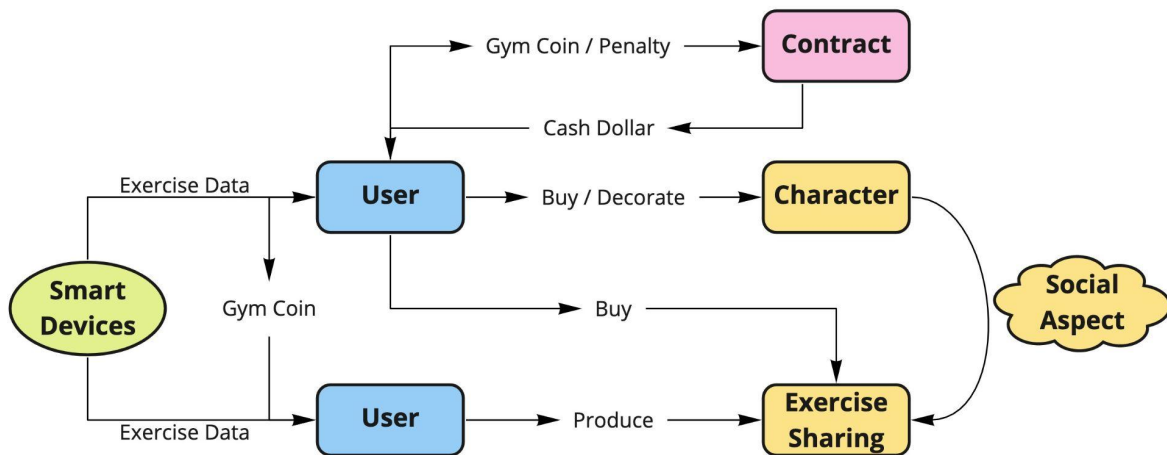 Gym Coin / Penalty
Contract
Cash Dollar
Exercise Data
User
Buy / Decorate
Character
Smart
Devices
Gym Coin
Buy
Social
Aspect
Exercise Data
User
Produce
Exercise
Sharing